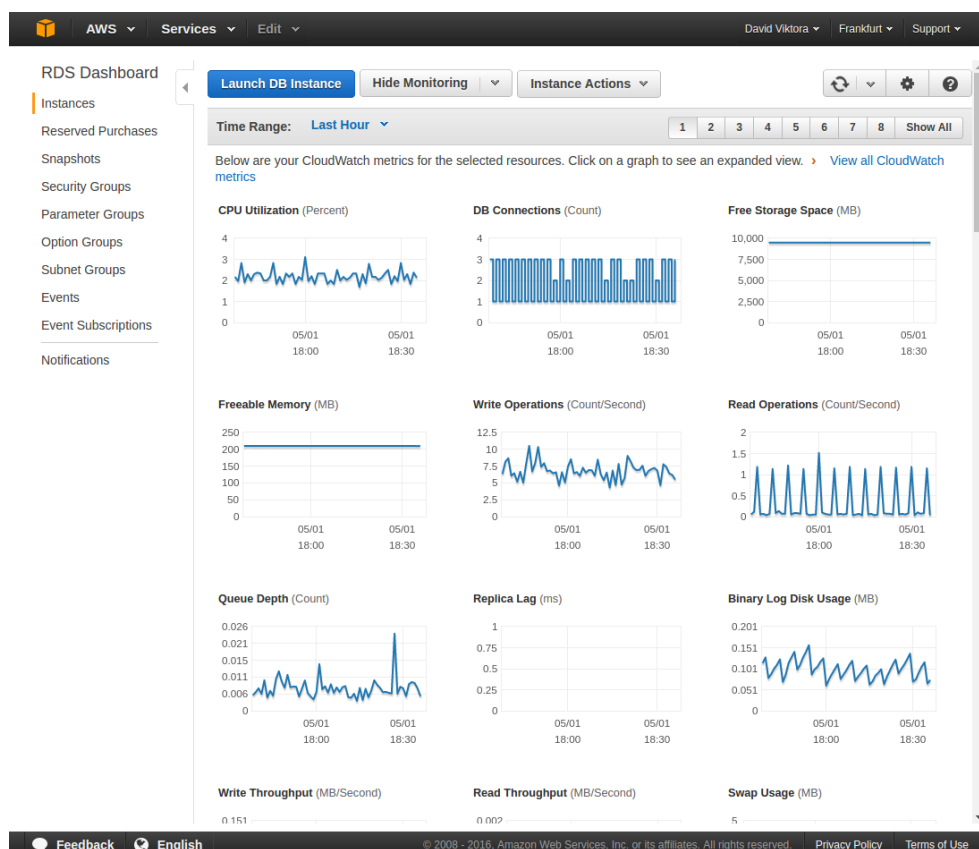 AWS Services Edit David Viktora Frankfurt Support
RDS Dashboard
Instances
Reserved Purchases
Snapshots
Security Groups
Parameter Groups
Option Groups
Subnet Groups
Events
Event Subscriptions
Notifications
Launch DB Instance Hide Monitoring Instance Actions
Time Range: Last Hour 1 2 3 4 5 6 7 8 Show All
Below are your CloudWatch metrics for the selected resources. Click on a graph to see an expanded view. › View all CloudWatch
metrics
CPU Utilization (Percent)
4
3
2
1
0
05/01 05/01
18:00 18:30
DB Connections (Count)
4
3
2
1
0
05/01 05/01
18:00 18:30
Free Storage Space (MB)
10,000
7,500
5,000
2,500
0
05/01 05/01
18:00 18:30
Freeable Memory (MB)
250
200
150
100
50
0
05/01 05/01
18:00 18:30
Write Operations (Count/Second)
12.5
10
7.5
5
2.5
0
05/01 05/01
18:00 18:30
Read Operations (Count/Second)
2
1.5
1
0.5
0
05/01 05/01
18:00 18:30
Queue Depth (Count)
0.026
0.021
0.015
0.011
0.006
0
05/01 05/01
18:00 18:30
Replica Lag (ms)
1
0.75
0.5
0.25
0
05/01 05/01
18:00 18:30
Binary Log Disk Usage (MB)
0.201
0.151
0.101
0.051
0
05/01 05/01
18:00 18:30
Write Throughput (MB/Second)
0.151
Read Throughput (MB/Second)
0.002
Swap Usage (MB)
5
Feedback English © 2008 - 2016, Amazon Web Services, Inc. or its affiliates. All rights reserved. Privacy Policy Terms of Use